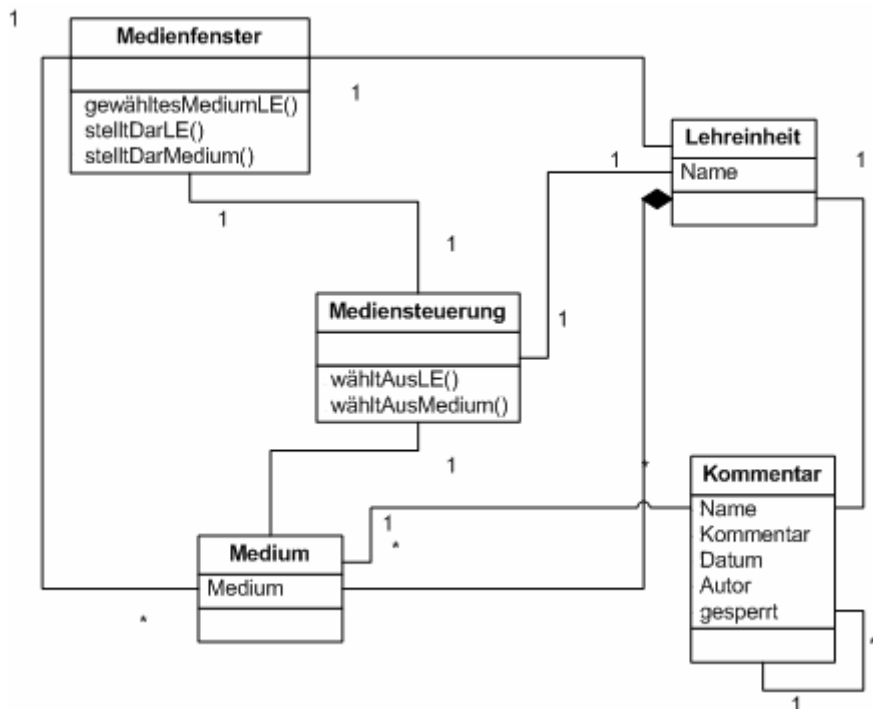 1
Medienfenster
gewähltesMediumLE()
stelltDarLE()
stelltDarMedium()
1
Lehreinheit
Name
1
1
1
1
Mediensteuerung
wähltAusLE()
wähltAusMedium()
1
1
*
Kommentar
Name
Kommentar
Datum
Autor
gesperrt
1
*
Medium
Medium
*
*
1